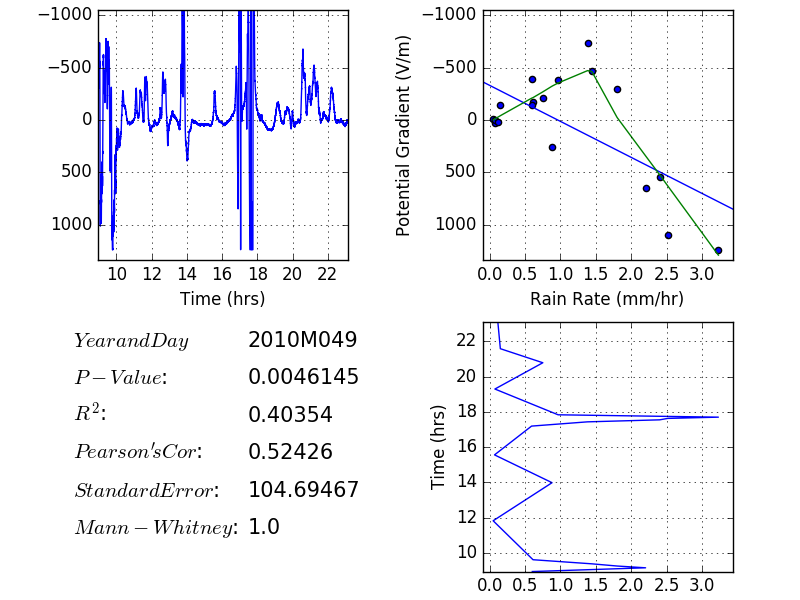 −1000
−500
0
500
1000
10 12 14 16 18 20 22
Time (hrs)
Potential Gradient (V/m)
−1000
−500
0
500
1000
0.0 0.5 1.0 1.5 2.0 2.5 3.0
Rain Rate (mm/hr)
YearandDay 2010M049
P−Value: 0.0046145
R²: 0.40354
Pearson'sCor: 0.52426
StandardError: 104.69467
Mann−Whitney: 1.0
Time (hrs)
22
20
18
16
14
12
10
0.0 0.5 1.0 1.5 2.0 2.5 3.0